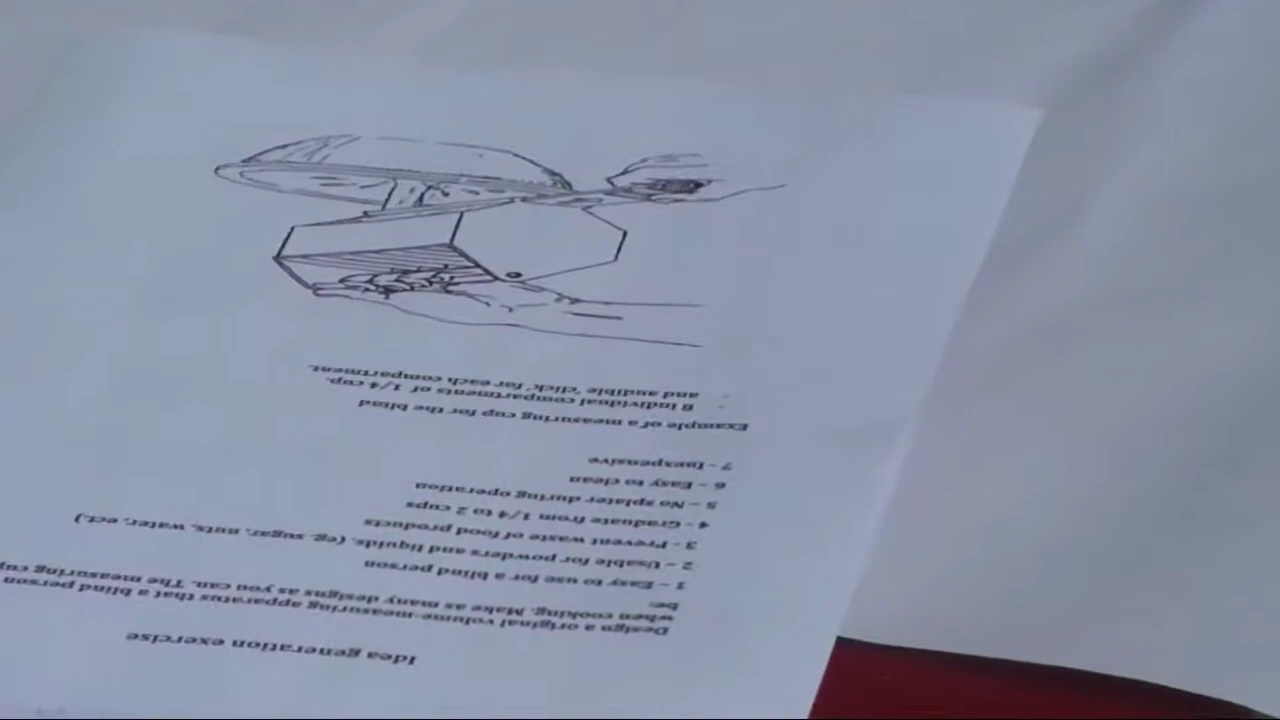 Idea generation exercise
Design a original volume-measuring apparatus that a blind person
when cooking. Make as many designs as you can. The measuring cup
be:
1 - Easy to use for a blind person
2 - Usable for powders and liquids. (eg. sugar, nuts, water, ect.)
3 - Prevent waste of food products
4 - Graduate from 1/4 to 2 cups
5 - No splater during operation
6 - Easy to clean
7 - Inexpensive
Example of a measuring cup for the blind
- 8 individual compartments of 1/4 cup.
- and audible 'click' for each compartment.